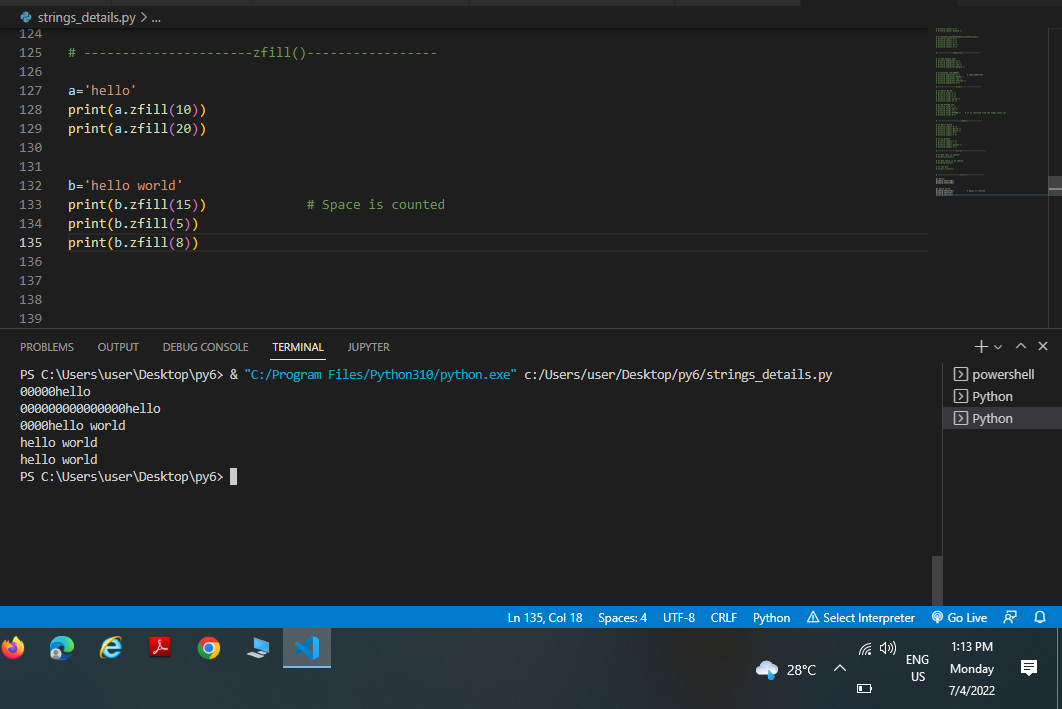 strings_details.py > ...
124
125 # ----------------------zfill()-----------------
126
127 a='hello'
128 print(a.zfill(10))
129 print(a.zfill(20))
130
131
132 b='hello world'
133 print(b.zfill(15)) # Space is counted
134 print(b.zfill(5))
135 print(b.zfill(8))
136
137
138
139
PROBLEMS OUTPUT DEBUG CONSOLE TERMINAL JUPYTER
PS C:\Users\user\Desktop\py6> & "C:/Program Files/Python310/python.exe" c:/Users/user/Desktop/py6/strings_details.py
00000hello
000000000000000hello
0000hello world
hello world
hello world
PS C:\Users\user\Desktop\py6>
powershell
Python
Python
Ln 135, Col 18 Spaces: 4 UTF-8 CRLF Python Select Interpreter Go Live
28°C
ENG
US
1:13 PM
Monday
7/4/2022